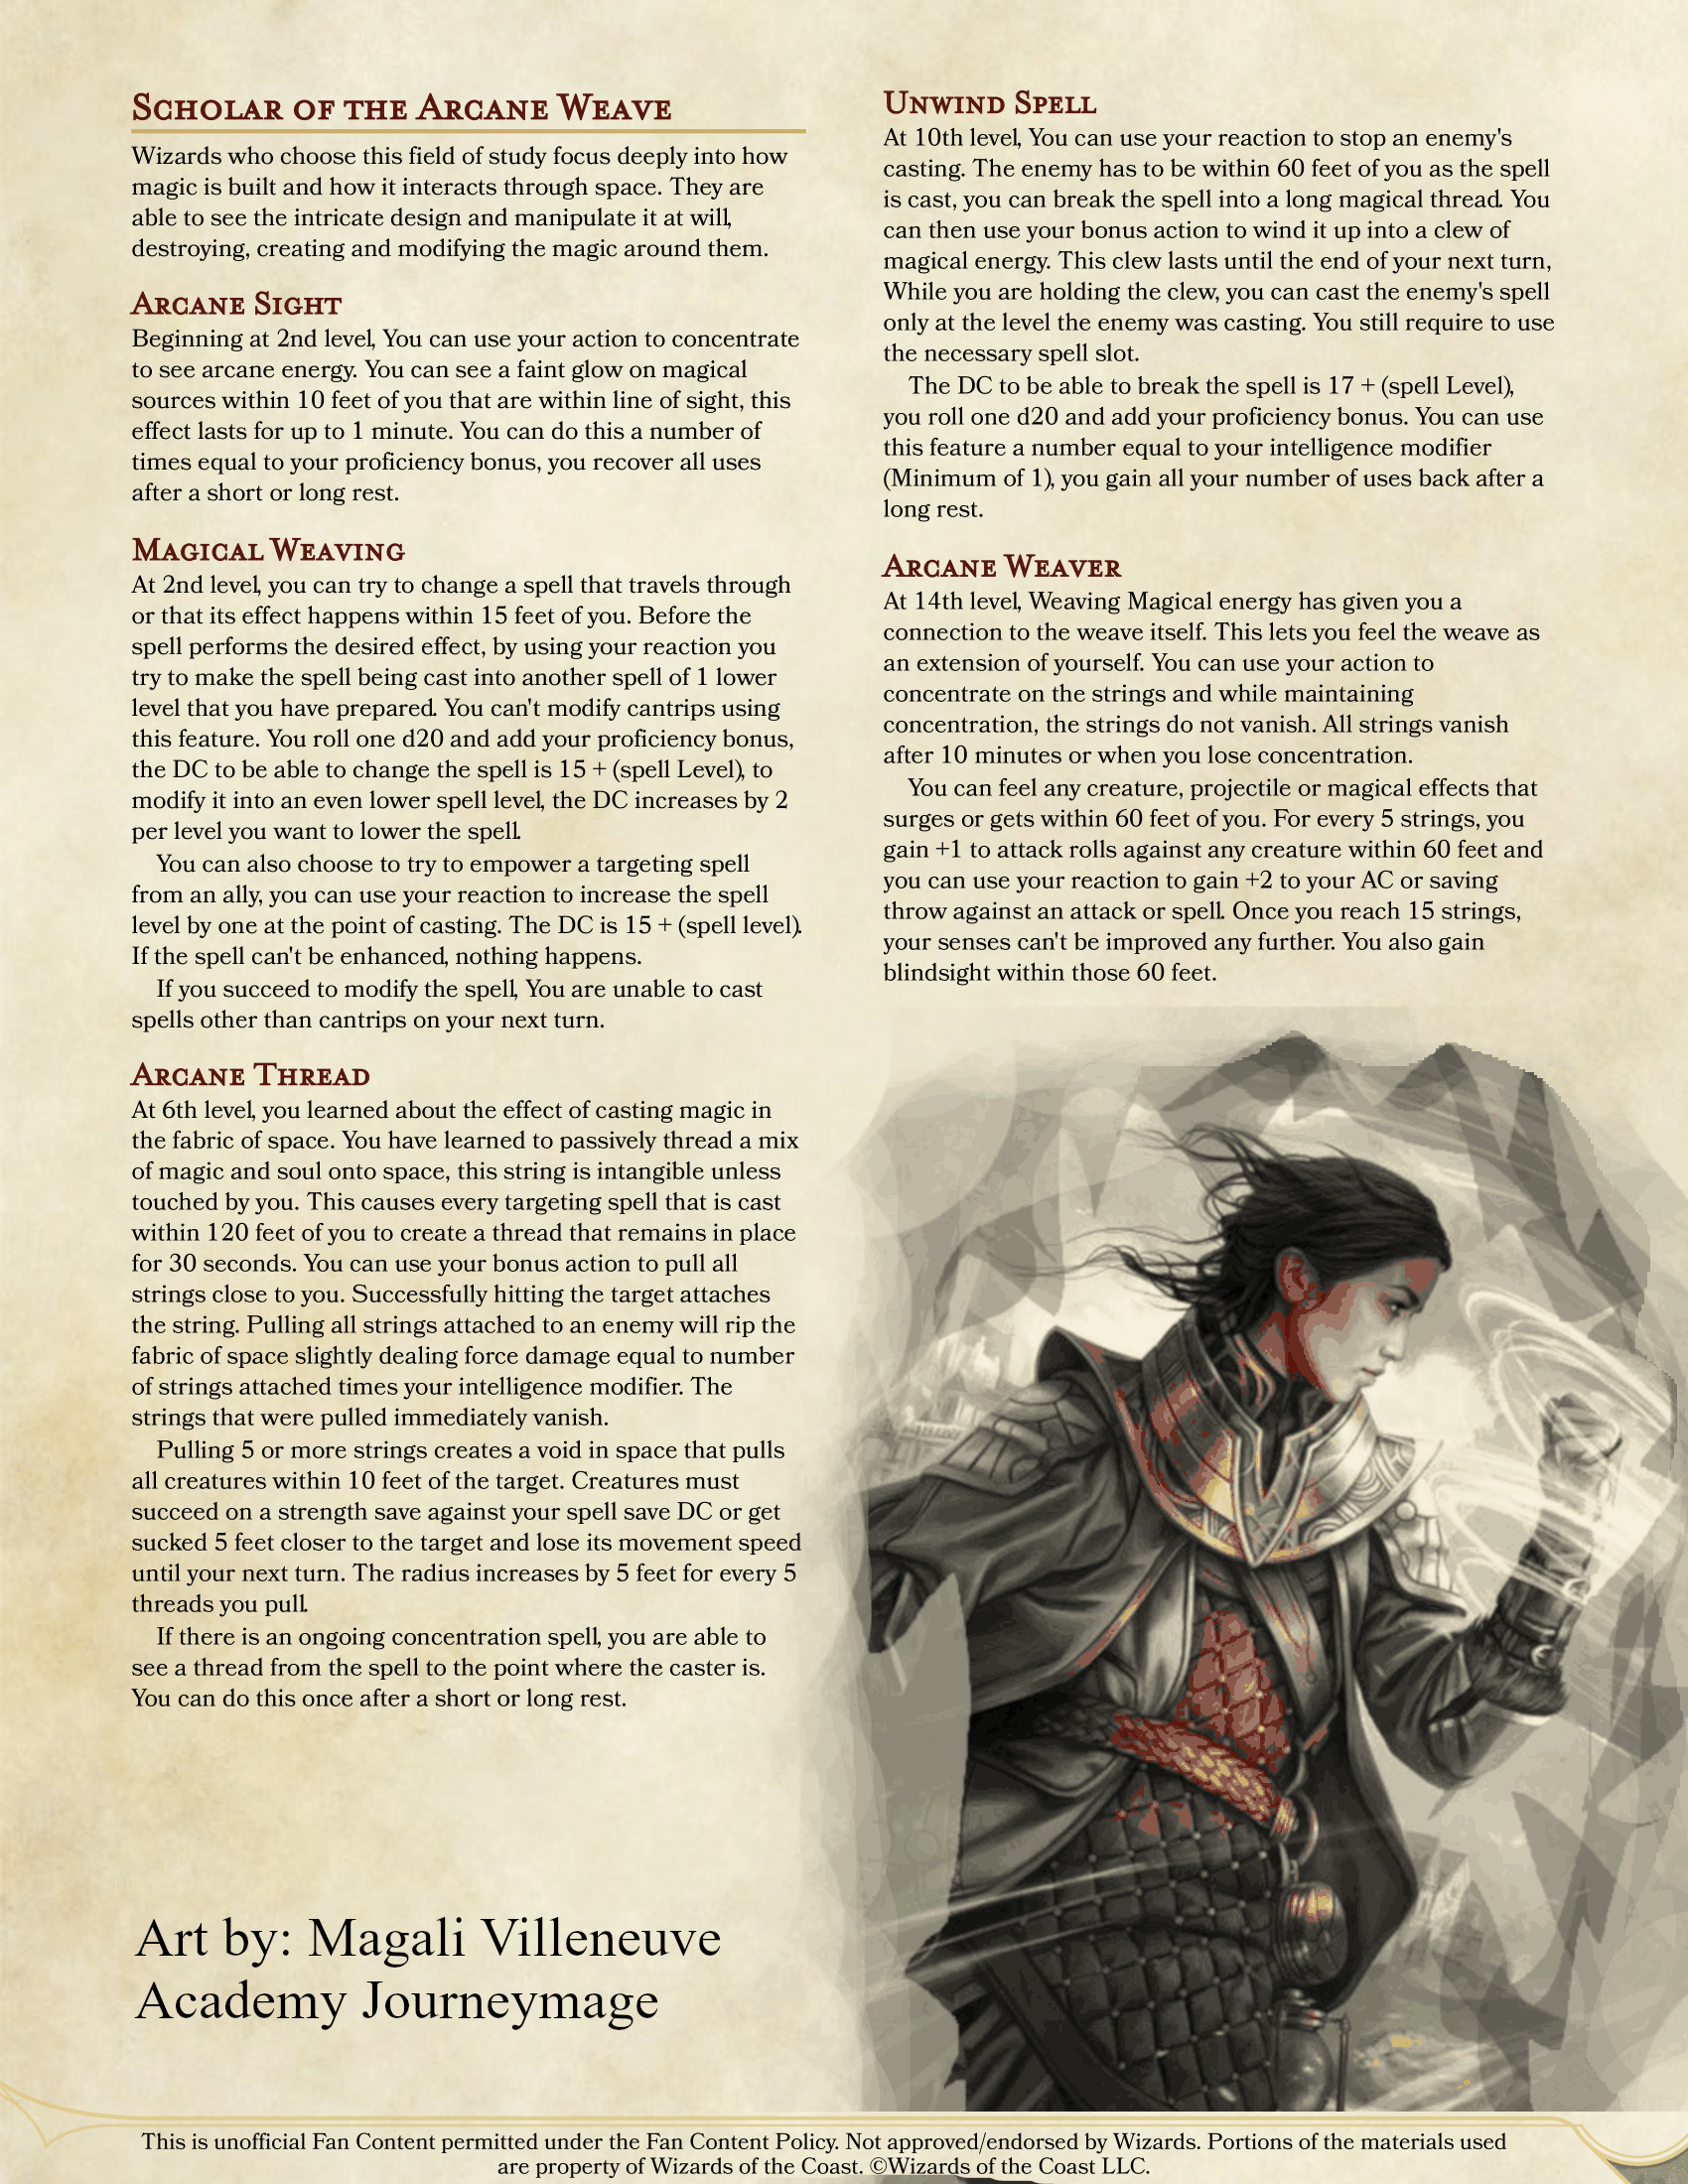 Scholar of the Arcane Weave
Wizards who choose this field of study focus deeply into how
magic is built and how it interacts through space. They are
able to see the intricate design and manipulate it at will,
destroying, creating and modifying the magic around them.
Arcane Sight
Beginning at 2nd level, You can use your action to concentrate
to see arcane energy. You can see a faint glow on magical
sources within 10 feet of you that are within line of sight, this
effect lasts for up to 1 minute. You can do this a number of
times equal to your proficiency bonus, you recover all uses
after a short or long rest.
Magical Weaving
At 2nd level, you can try to change a spell that travels through
or that its effect happens within 15 feet of you. Before the
spell performs the desired effect, by using your reaction you
try to make the spell being cast into another spell of 1 lower
level that you have prepared. You can't modify cantrips using
this feature. You roll one d20 and add your proficiency bonus,
the DC to be able to change the spell is 15 + (spell Level), to
modify it into an even lower spell level, the DC increases by 2
per level you want to lower the spell.
You can also choose to try to empower a targeting spell
from an ally, you can use your reaction to increase the spell
level by one at the point of casting. The DC is 15 + (spell level).
If the spell can't be enhanced, nothing happens.
If you succeed to modify the spell, You are unable to cast
spells other than cantrips on your next turn.
Arcane Thread
At 6th level, you learned about the effect of casting magic in
the fabric of space. You have learned to passively thread a mix
of magic and soul onto space, this string is intangible unless
touched by you. This causes every targeting spell that is cast
within 120 feet of you to create a thread that remains in place
for 30 seconds. You can use your bonus action to pull all
strings close to you. Successfully hitting the target attaches
the string. Pulling all strings attached to an enemy will rip the
fabric of space slightly dealing force damage equal to number
of strings attached times your intelligence modifier. The
strings that were pulled immediately vanish.
Pulling 5 or more strings creates a void in space that pulls
all creatures within 10 feet of the target. Creatures must
succeed on a strength save against your spell save DC or get
sucked 5 feet closer to the target and lose its movement speed
until your next turn. The radius increases by 5 feet for every 5
threads you pull.
If there is an ongoing concentration spell, you are able to
see a thread from the spell to the point where the caster is.
You can do this once after a short or long rest.
Art by: Magali Villeneuve
Academy Journeymage
Unwind Spell
At 10th level, You can use your reaction to stop an enemy's
casting. The enemy has to be within 60 feet of you as the spell
is cast, you can break the spell into a long magical thread. You
can then use your bonus action to wind it up into a clew of
magical energy. This clew lasts until the end of your next turn,
While you are holding the clew, you can cast the enemy's spell
only at the level the enemy was casting. You still require to use
the necessary spell slot.
The DC to be able to break the spell is 17 + (spell Level),
you roll one d20 and add your proficiency bonus. You can use
this feature a number equal to your intelligence modifier
(Minimum of 1), you gain all your number of uses back after a
long rest.
Arcane Weaver
At 14th level, Weaving Magical energy has given you a
connection to the weave itself. This lets you feel the weave as
an extension of yourself. You can use your action to
concentrate on the strings and while maintaining
concentration, the strings do not vanish. All strings vanish
after 10 minutes or when you lose concentration.
You can feel any creature, projectile or magical effects that
surges or gets within 60 feet of you. For every 5 strings, you
gain +1 to attack rolls against any creature within 60 feet and
you can use your reaction to gain +2 to your AC or saving
throw against an attack or spell. Once you reach 15 strings,
your senses can't be improved any further. You also gain
blindsight within those 60 feet.
This is unofficial Fan Content permitted under the Fan Content Policy. Not approved/endorsed by Wizards. Portions of the materials used
are property of Wizards of the Coast. ©Wizards of the Coast LLC.